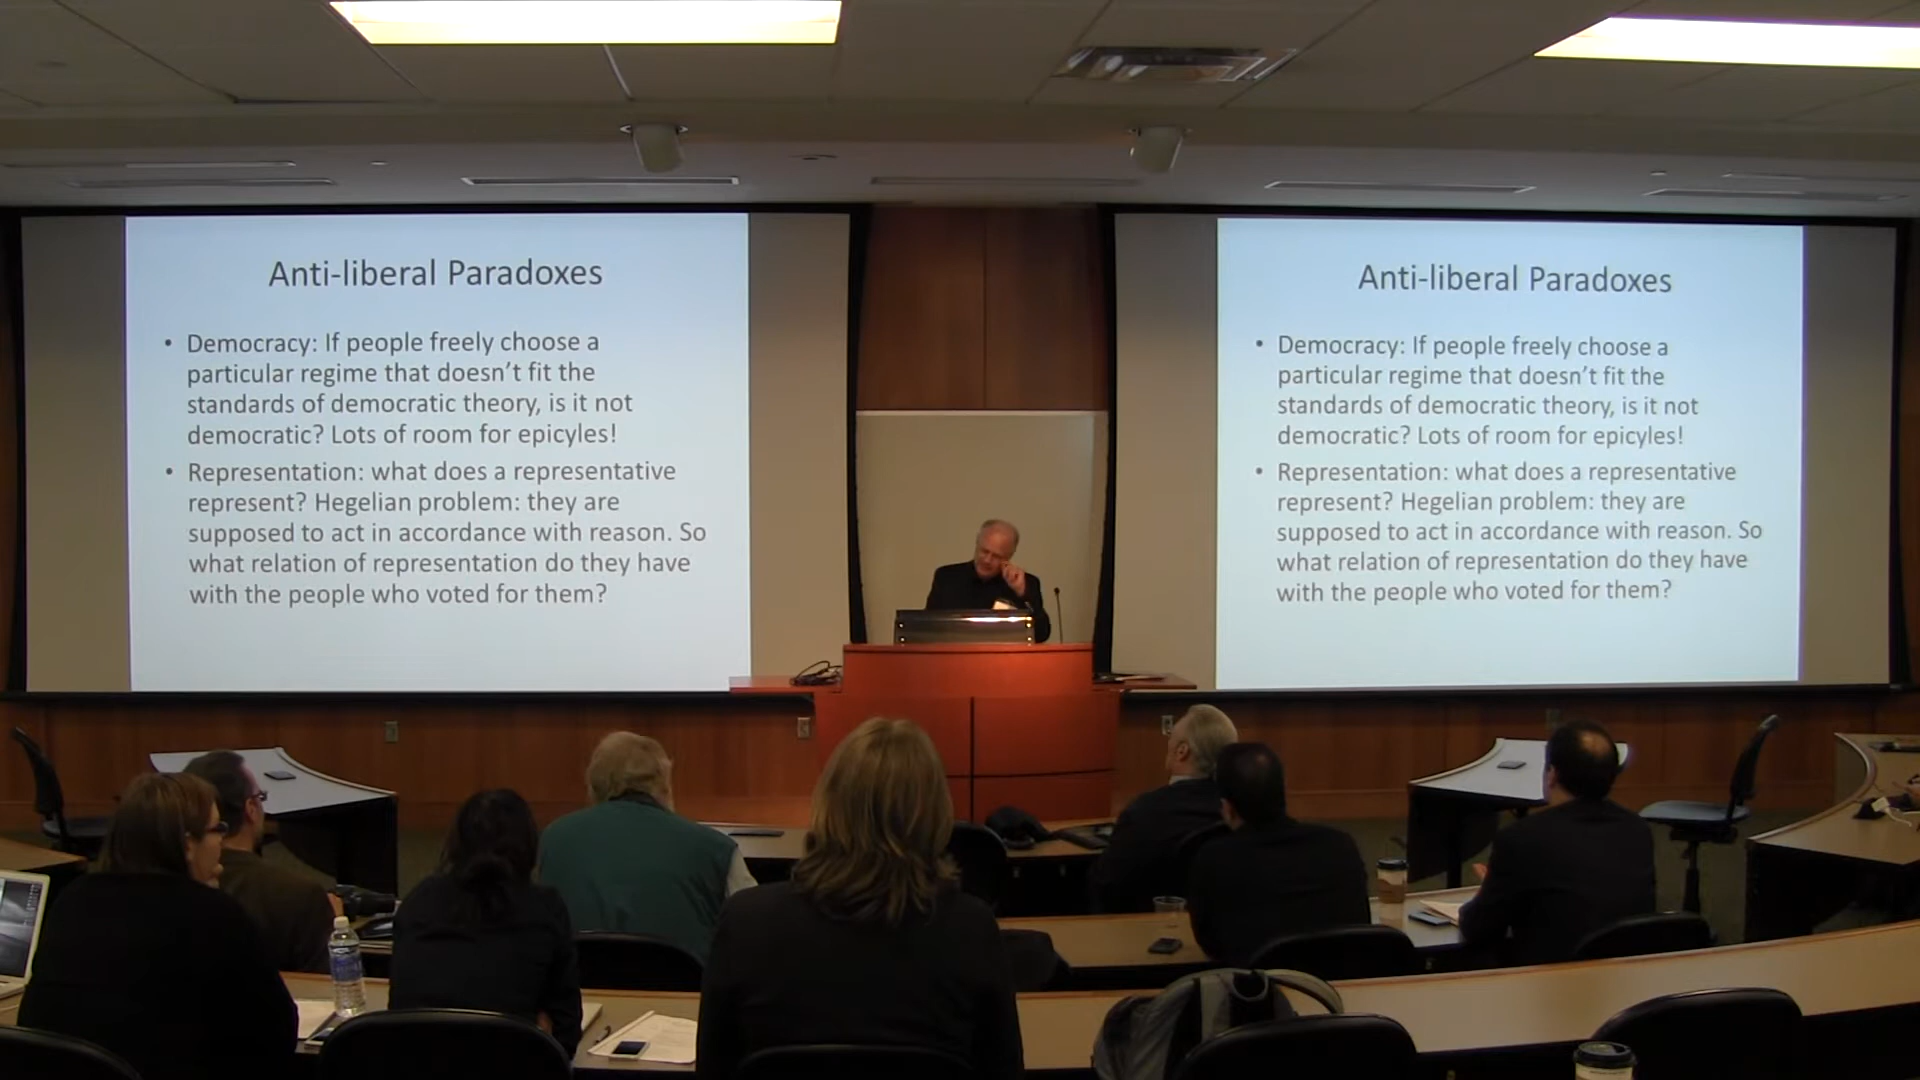 Anti-liberal Paradoxes
• Democracy: If people freely choose a
particular regime that doesn't fit the
standards of democratic theory, is it not
democratic? Lots of room for epicyles!
• Representation: what does a representative
represent? Hegelian problem: they are
supposed to act in accordance with reason. So
what relation of representation do they have
with the people who voted for them?
Anti-liberal Paradoxes
• Democracy: If people freely choose a
particular regime that doesn't fit the
standards of democratic theory, is it not
democratic? Lots of room for epicyles!
• Representation: what does a representative
represent? Hegelian problem: they are
supposed to act in accordance with reason. So
what relation of representation do they have
with the people who voted for them?